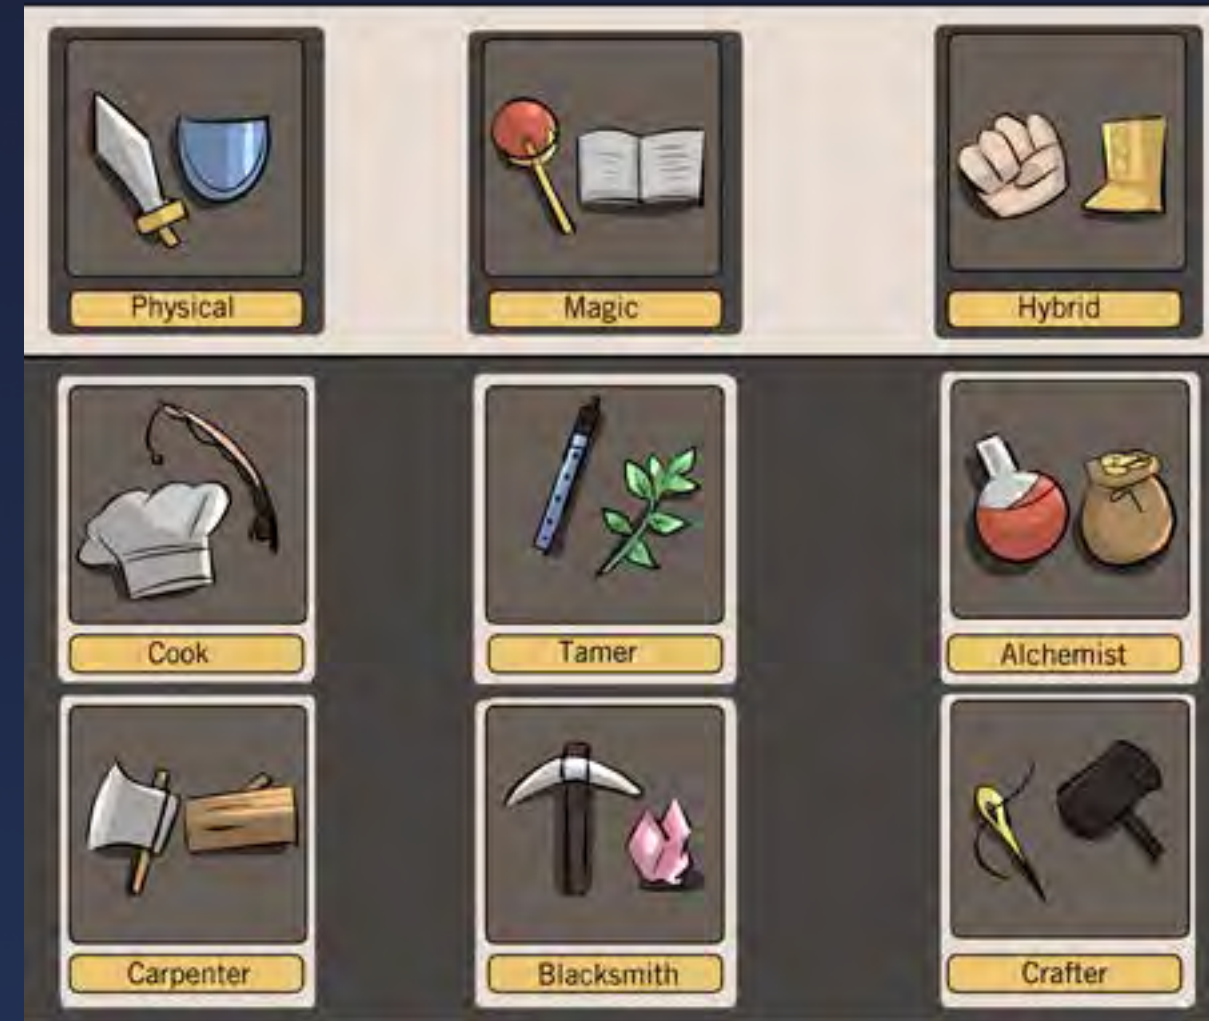 Physical
Magic
Hybrid
Cook
Tamer
Alchemist
Carpenter
Blacksmith
Crafter